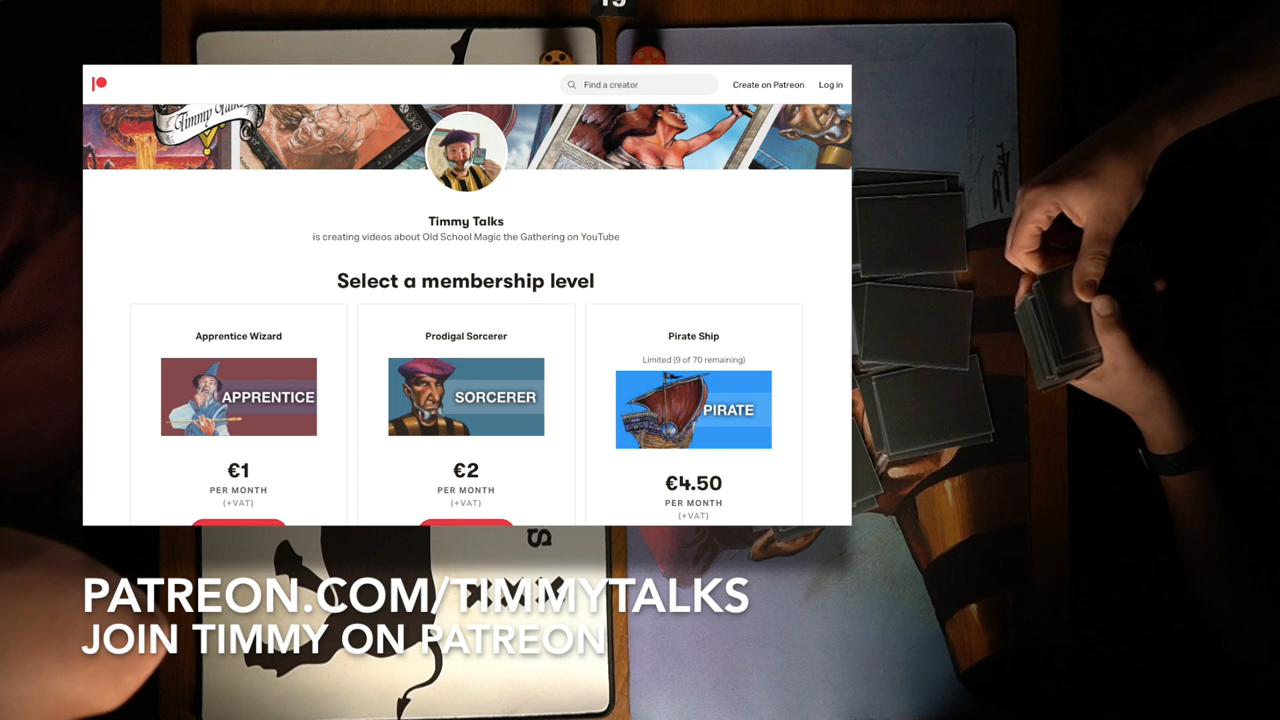 19
Find a creator
Create on Patreon
Log in
Timmy Talks
Timmy Talks
is creating videos about Old School Magic the Gathering on YouTube
Select a membership level
Apprentice Wizard
Prodigal Sorcerer
Pirate Ship
Limited (9 of 70 remaining)
APPRENTICE
SORCERER
PIRATE
€1
€2
€4.50
PER MONTH
PER MONTH
PER MONTH
(+VAT)
(+VAT)
(+VAT)
PATREON.COM/TIMMYTALKS
JOIN TIMMY ON PATREON